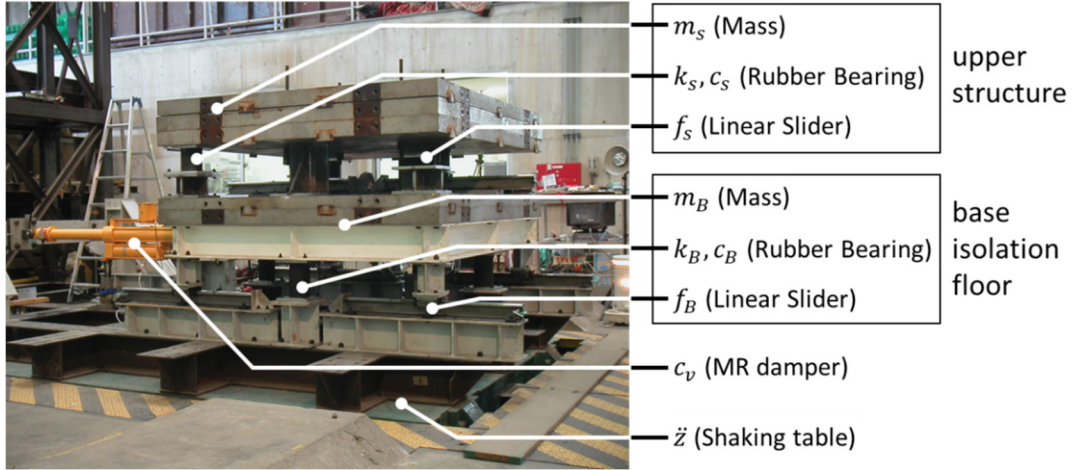 m_s (Mass)
k_s, c_s (Rubber Bearing)
f_s (Linear Slider)
upper
structure
m_B (Mass)
k_B, c_B (Rubber Bearing)
f_B (Linear Slider)
base
isolation
floor
c_v (MR damper)
z̈ (Shaking table)